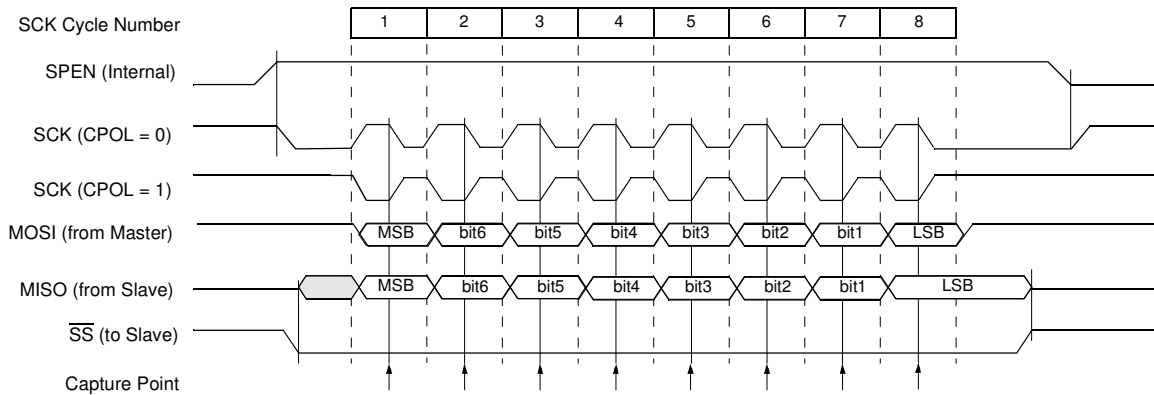 SCK Cycle Number 1 2 3 4 5 6 7 8
SPEN (Internal)
SCK (CPOL = 0)
SCK (CPOL = 1)
MOSI (from Master) MSB bit6 bit5 bit4 bit3 bit2 bit1 LSB
MISO (from Slave) MSB bit6 bit5 bit4 bit3 bit2 bit1 LSB
SS (to Slave)
Capture Point